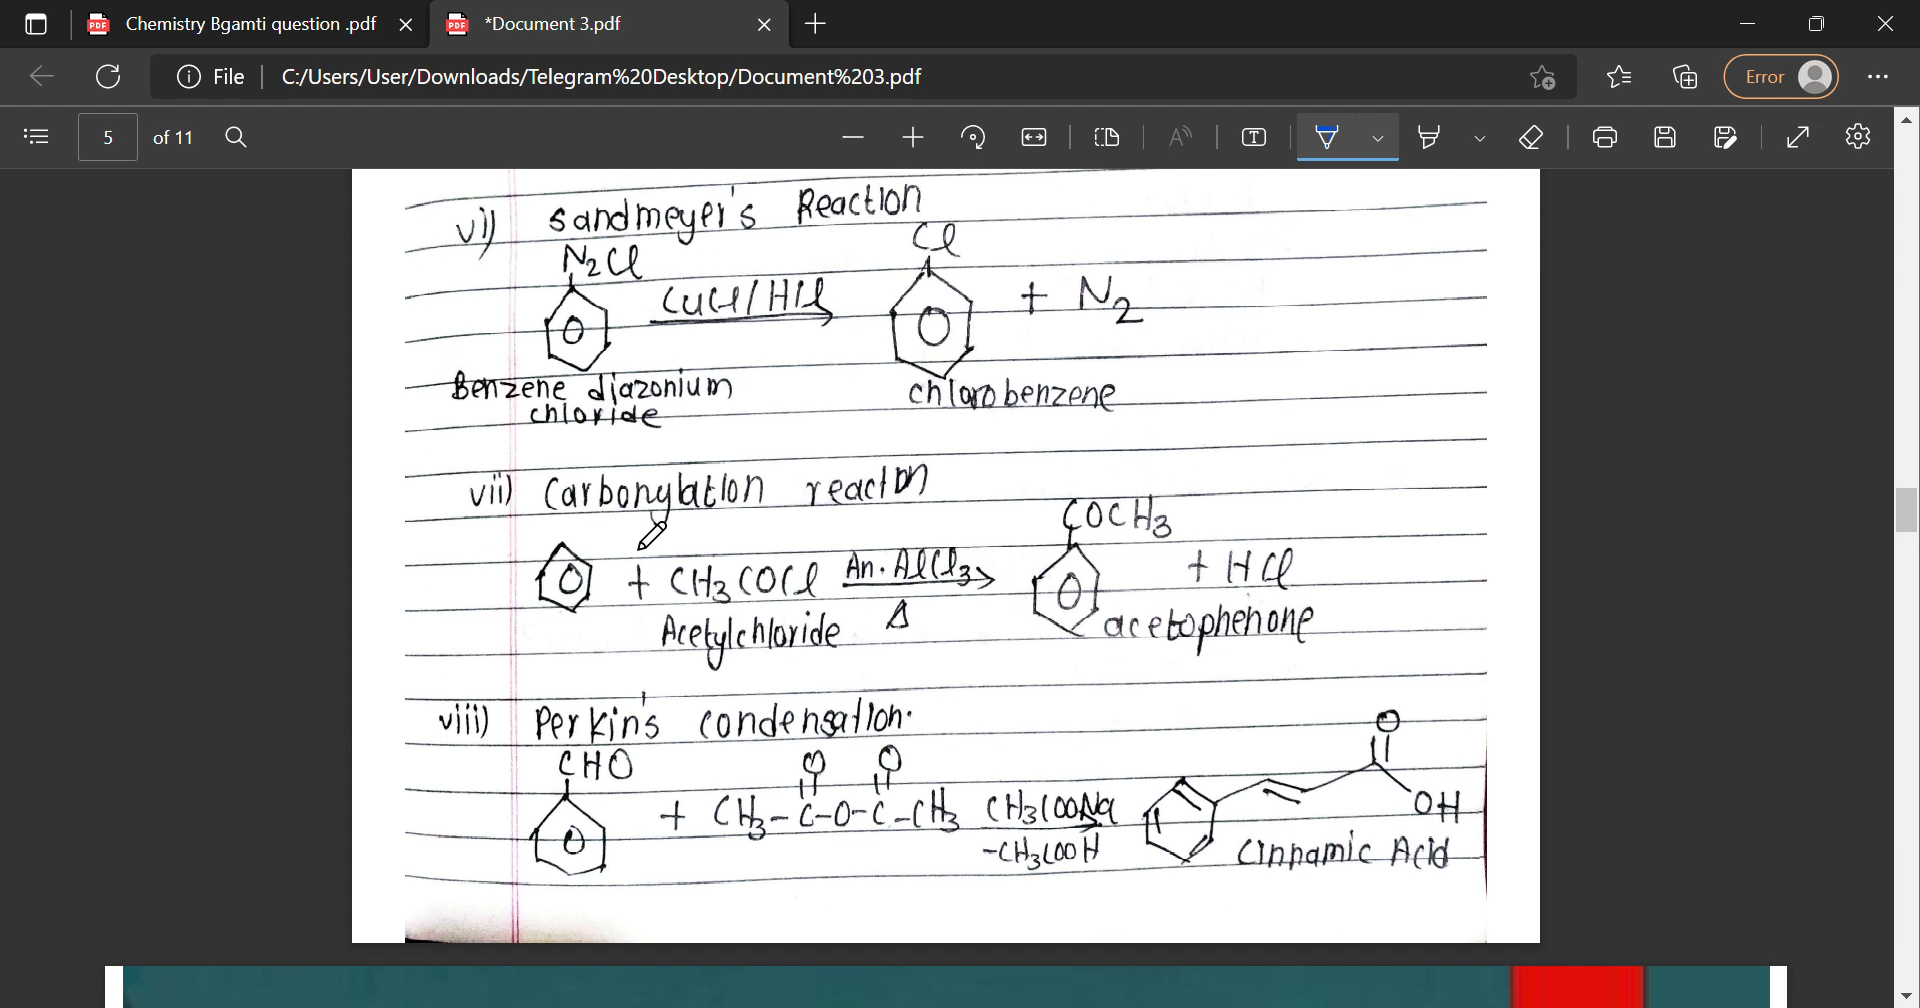 Chemistry Bgamti question .pdf
*Document 3.pdf
File
C:/Users/User/Downloads/Telegram%20Desktop/Document%203.pdf
Error
5 of 11
vi) Sandmeyer's Reaction
N2Cl
Cl
CuCl/HCl
+ N2
Benzene diazonium
chloride
chlorobenzene
vii) Carbonylation reaction
COCH3
+ CH3COCl An. AlCl3 + HCl
Δ
Acetylchloride
acetophenone
viii) Perkin's condensation.
CHO
O O
O
+ CH3-C-O-C-CH3 CH3COONa
OH
-CH3COOH
Cinnamic Acid